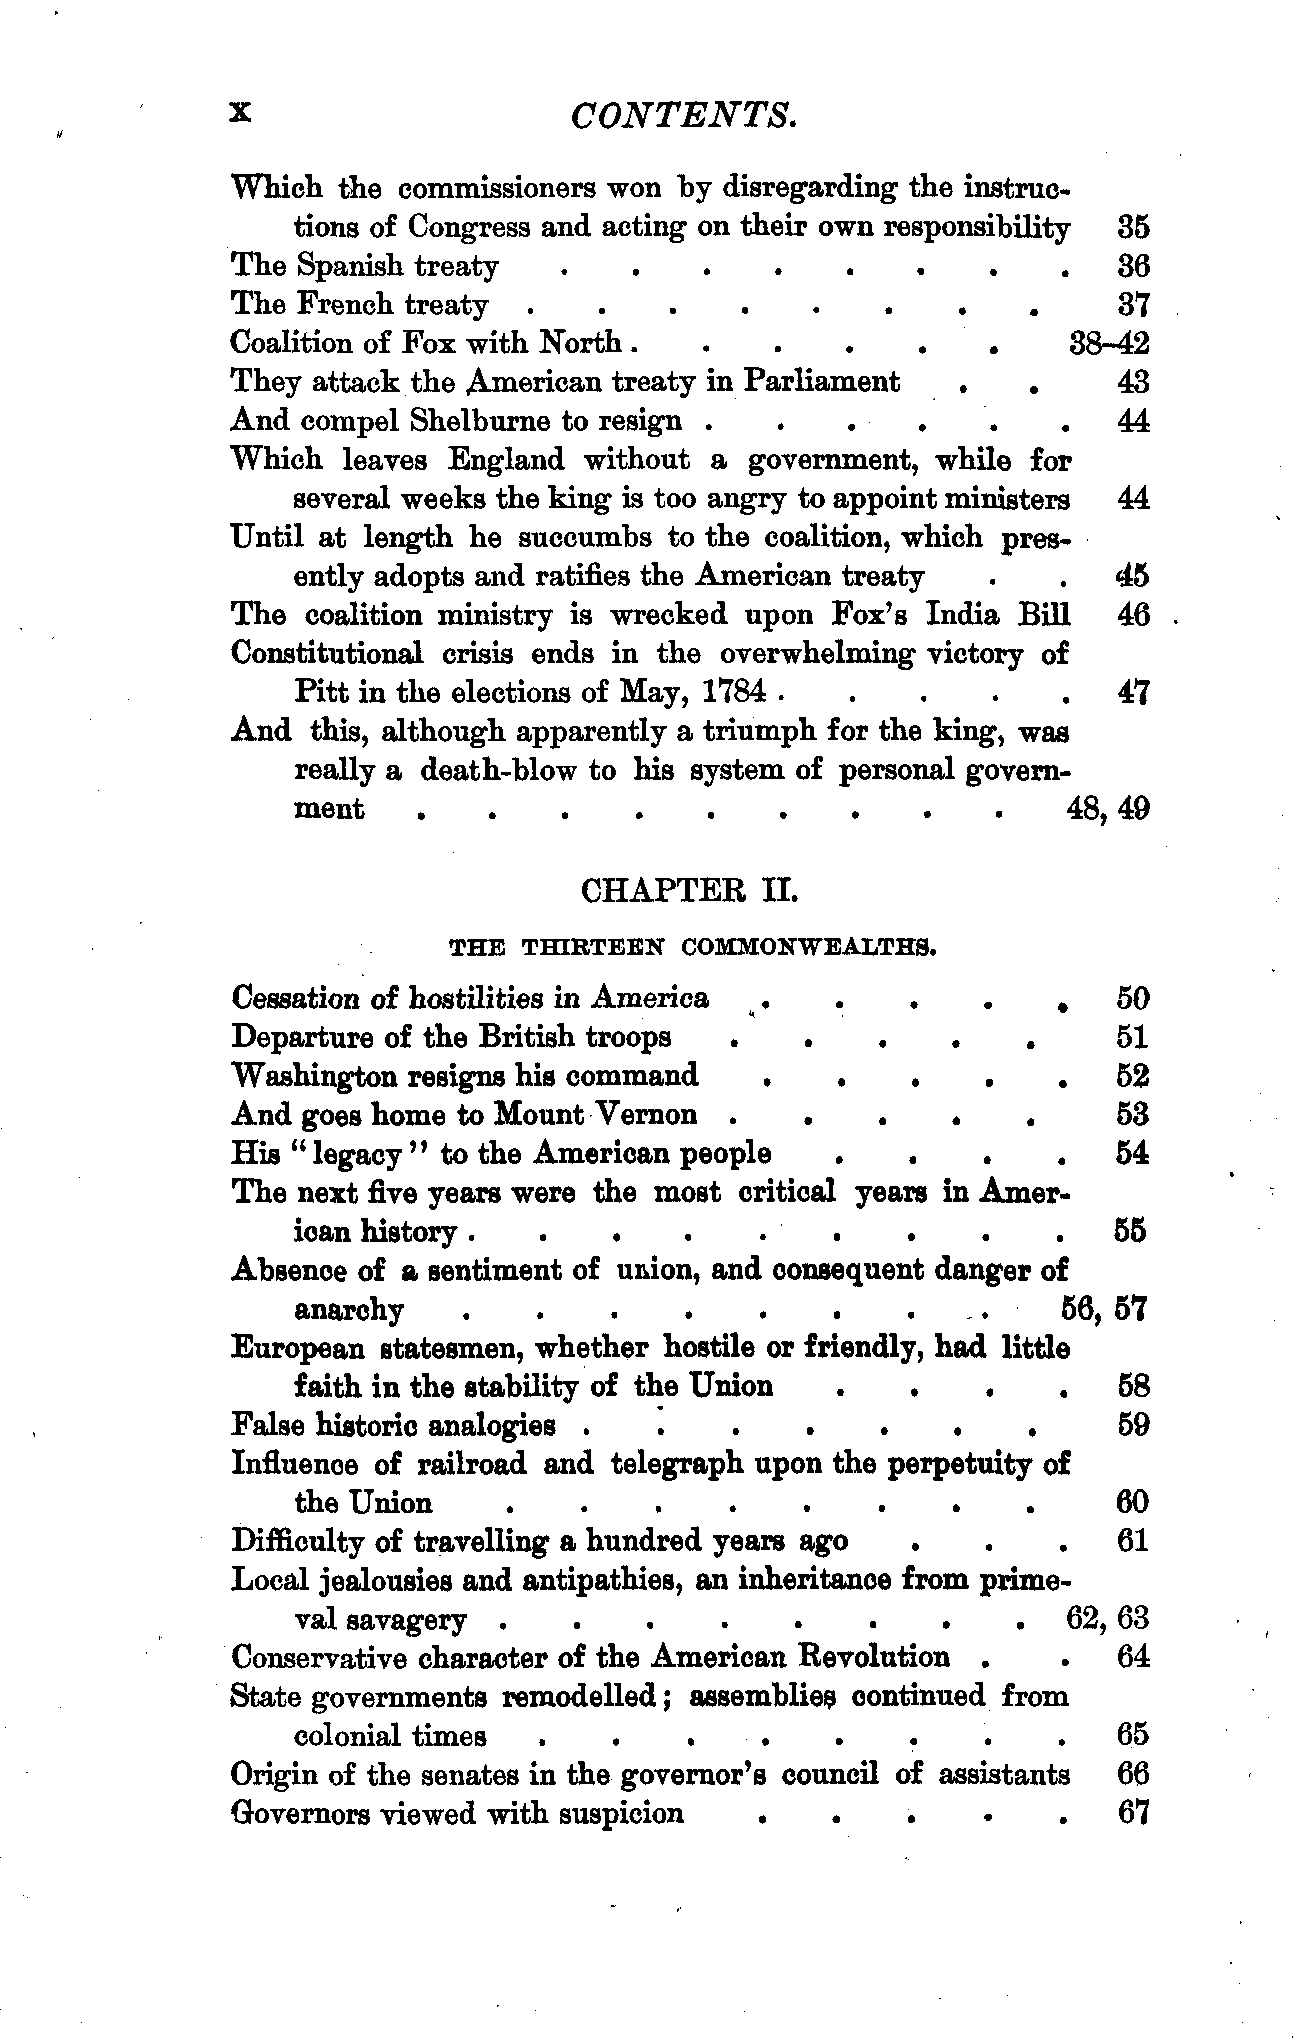 x CONTENTS.
Which the commissioners won by disregarding the instruc-
tions of Congress and acting on their own responsibility 35
The Spanish treaty . . . . . . . . 36
The French treaty . . . . . . . . 37
Coalition of Fox with North . . . . . . 38–42
They attack the American treaty in Parliament . . 43
And compel Shelburne to resign . . . . . . 44
Which leaves England without a government, while for
several weeks the king is too angry to appoint ministers 44
Until at length he succumbs to the coalition, which pres-
ently adopts and ratifies the American treaty . . 45
The coalition ministry is wrecked upon Fox's India Bill 46
Constitutional crisis ends in the overwhelming victory of
Pitt in the elections of May, 1784 . . . . . 47
And this, although apparently a triumph for the king, was
really a death-blow to his system of personal govern-
ment . . . . . . . . . 48, 49
CHAPTER II.
THE THIRTEEN COMMONWEALTHS.
Cessation of hostilities in America . . . . . 50
Departure of the British troops . . . . . 51
Washington resigns his command . . . . . 52
And goes home to Mount Vernon . . . . . 53
His "legacy" to the American people . . . . 54
The next five years were the most critical years in Amer-
ican history . . . . . . . . . 55
Absence of a sentiment of union, and consequent danger of
anarchy . . . . . . . . 56, 57
European statesmen, whether hostile or friendly, had little
faith in the stability of the Union . . . . 58
False historic analogies . . . . . . . 59
Influence of railroad and telegraph upon the perpetuity of
the Union . . . . . . . . 60
Difficulty of travelling a hundred years ago . . . 61
Local jealousies and antipathies, an inheritance from prime-
val savagery . . . . . . . . 62, 63
Conservative character of the American Revolution . . 64
State governments remodelled; assemblies continued from
colonial times . . . . . . . . 65
Origin of the senates in the governor's council of assistants 66
Governors viewed with suspicion . . . . . 67